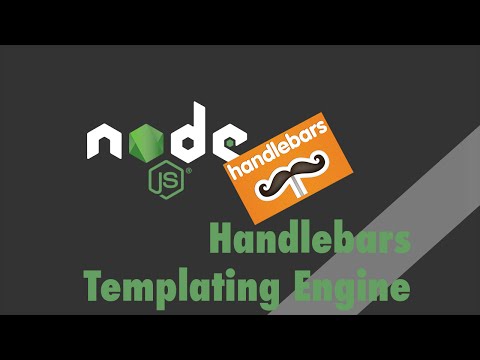 node
JS®
handlebars
Handlebars
Templating Engine